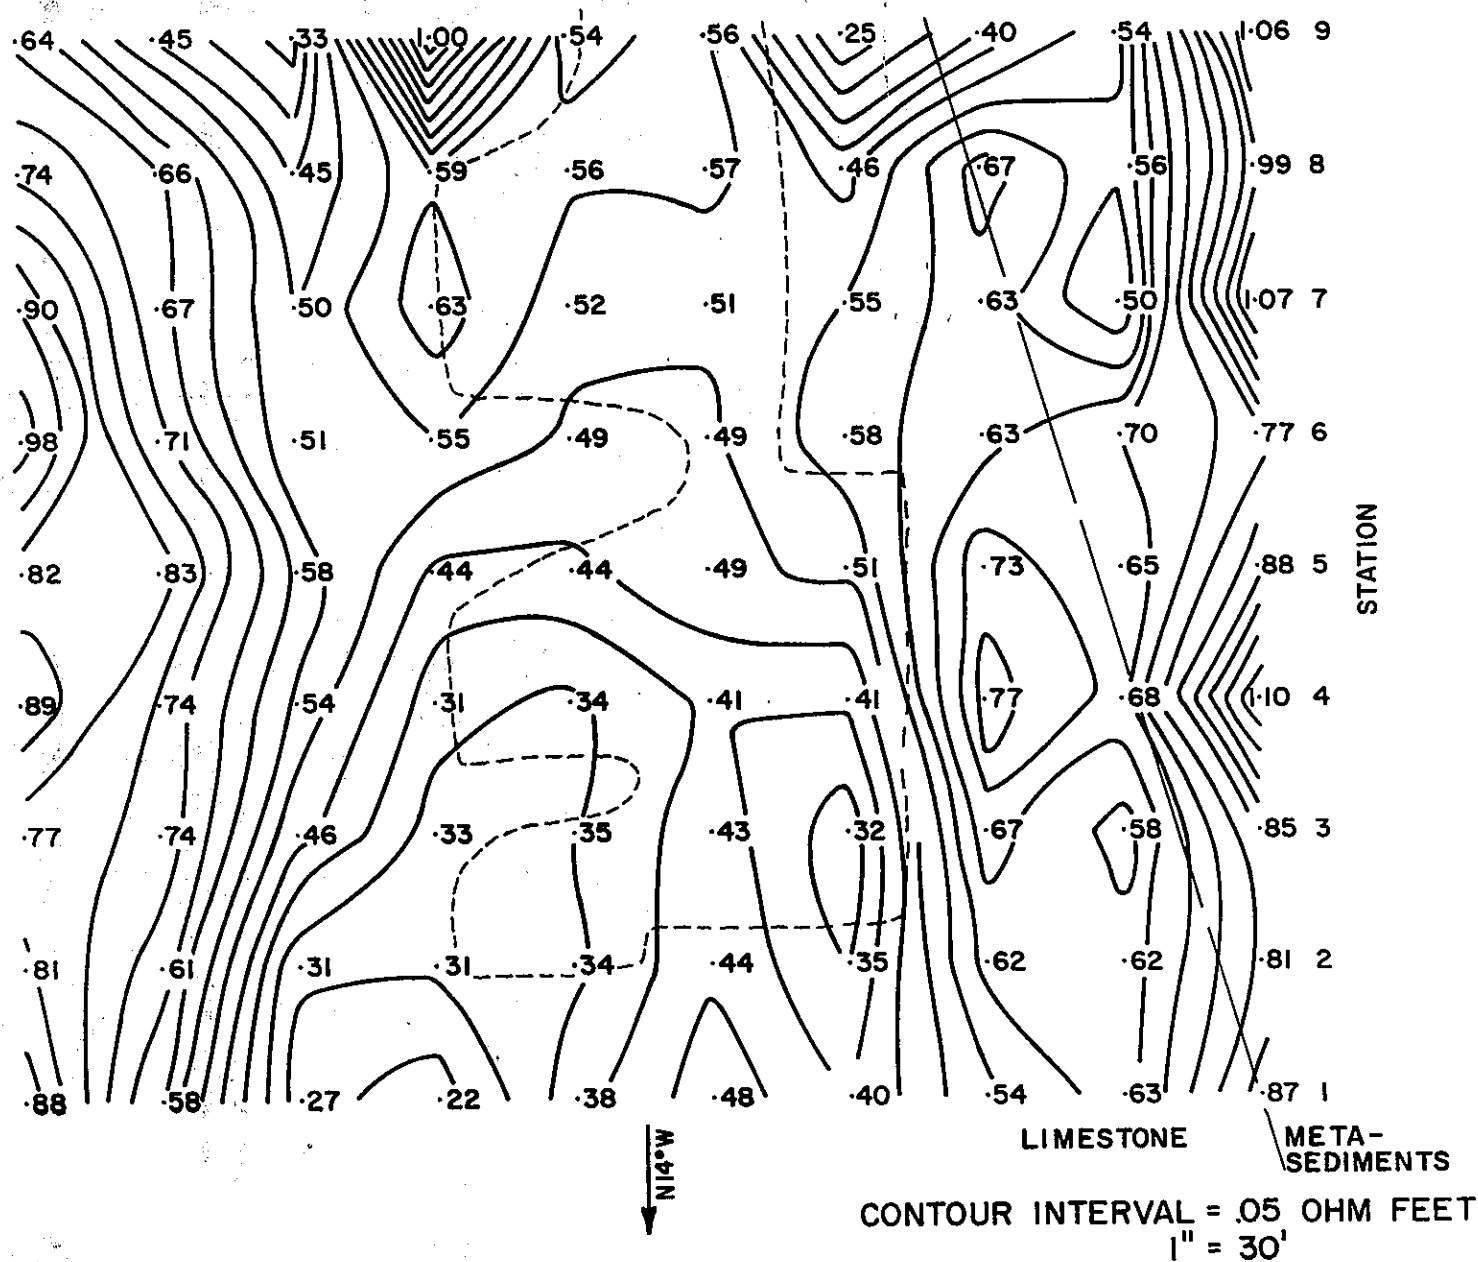 .64 .45 .33 1.00 .54 .56 .25 .40 .54 1.06 9
.74 .66 .45 .59 .56 .57 .46 .67 .56 .99 8
.90 .67 .50 .63 .52 .51 .55 .63 .50 1.07 7
.98 .71 .51 .55 .49 .49 .58 .63 .70 .77 6
.82 .83 .58 .44 .44 .49 .51 .73 .65 .88 5
.89 .74 .54 .31 .34 .41 .41 .77 .68 1.10 4
.77 .74 .46 .33 .35 .43 .32 .67 .58 .85 3
.81 .61 .31 .31 .34 .44 .35 .62 .62 .81 2
.88 .58 .27 .22 .38 .48 .40 .54 .63 .87 1
STATION
N14°W
LIMESTONE
META-
SEDIMENTS
CONTOUR INTERVAL = .05 OHM FEET
1" = 30'